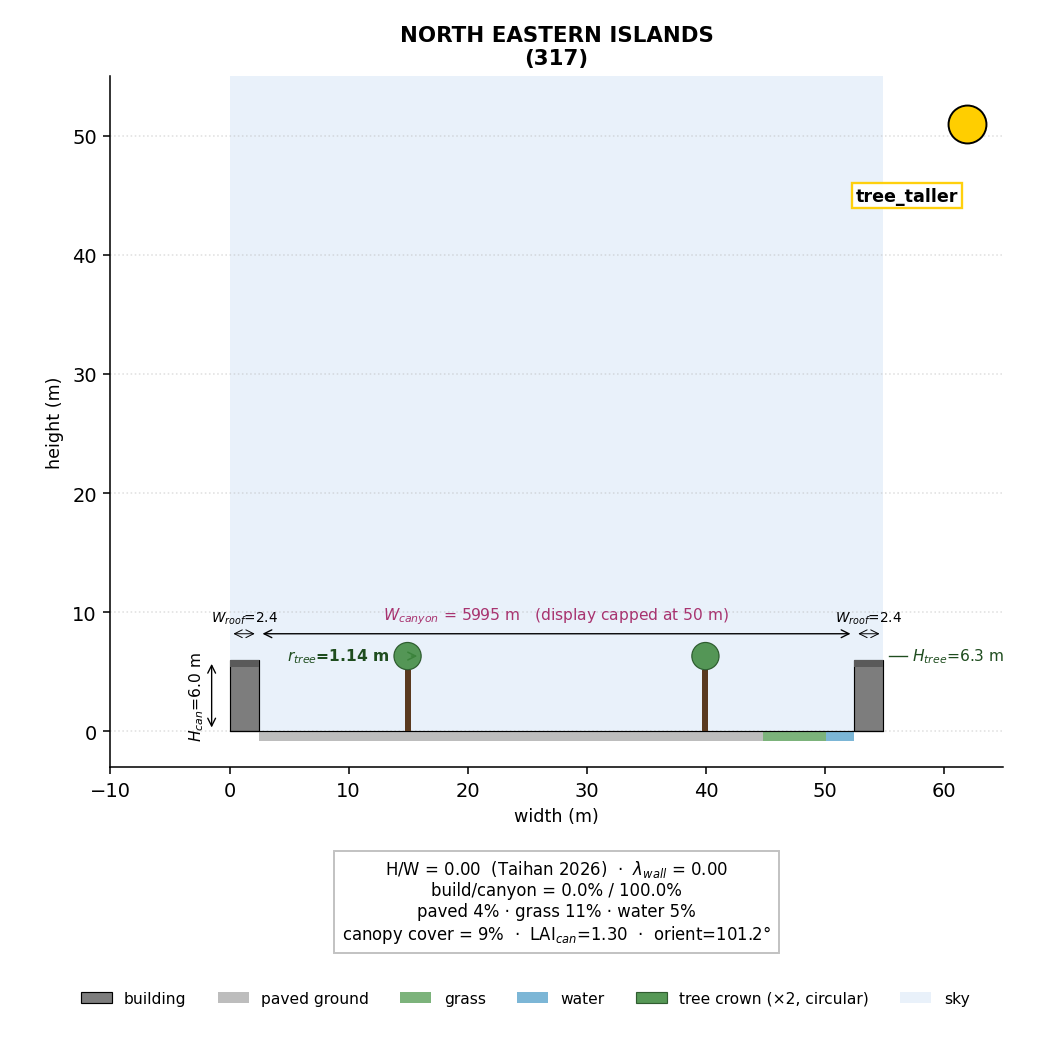 NORTH EASTERN ISLANDS
(317)
50
40
30
20
10
0
height (m)
tree_taller
W_roof=2.4
W_canyon = 5995 m (display capped at 50 m)
W_roof=2.4
r_tree=1.14 m
H_tree=6.3 m
H_can=6.0 m
−10 0 10 20 30 40 50 60
width (m)
H/W = 0.00 (Taihan 2026) · λ_wall = 0.00
build/canyon = 0.0% / 100.0%
paved 4% · grass 11% · water 5%
canopy cover = 9% · LAI_can=1.30 · orient=101.2°
building paved ground grass water tree crown (×2, circular) sky